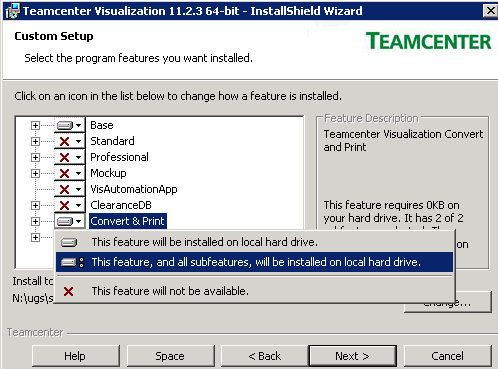 Teamcenter Visualization 11.2.3 64-bit - InstallShield Wizard
Custom Setup
Select the program features you want installed.
TEAMCENTER
Click on an icon in the list below to change how a feature is installed.
Base
Standard
Professional
Mockup
VisAutomationApp
ClearanceDB
Convert & Print
Feature Description
Teamcenter Visualization Convert
and Print
This feature requires 0KB on
your hard drive. It has 2 of 2
on
This feature will be installed on local hard drive.
This feature, and all subfeatures, will be installed on local hard drive.
This feature will not be available.
Install to
N:\ugs\s
Change...
Teamcenter
Help
Space
< Back
Next >
Cancel